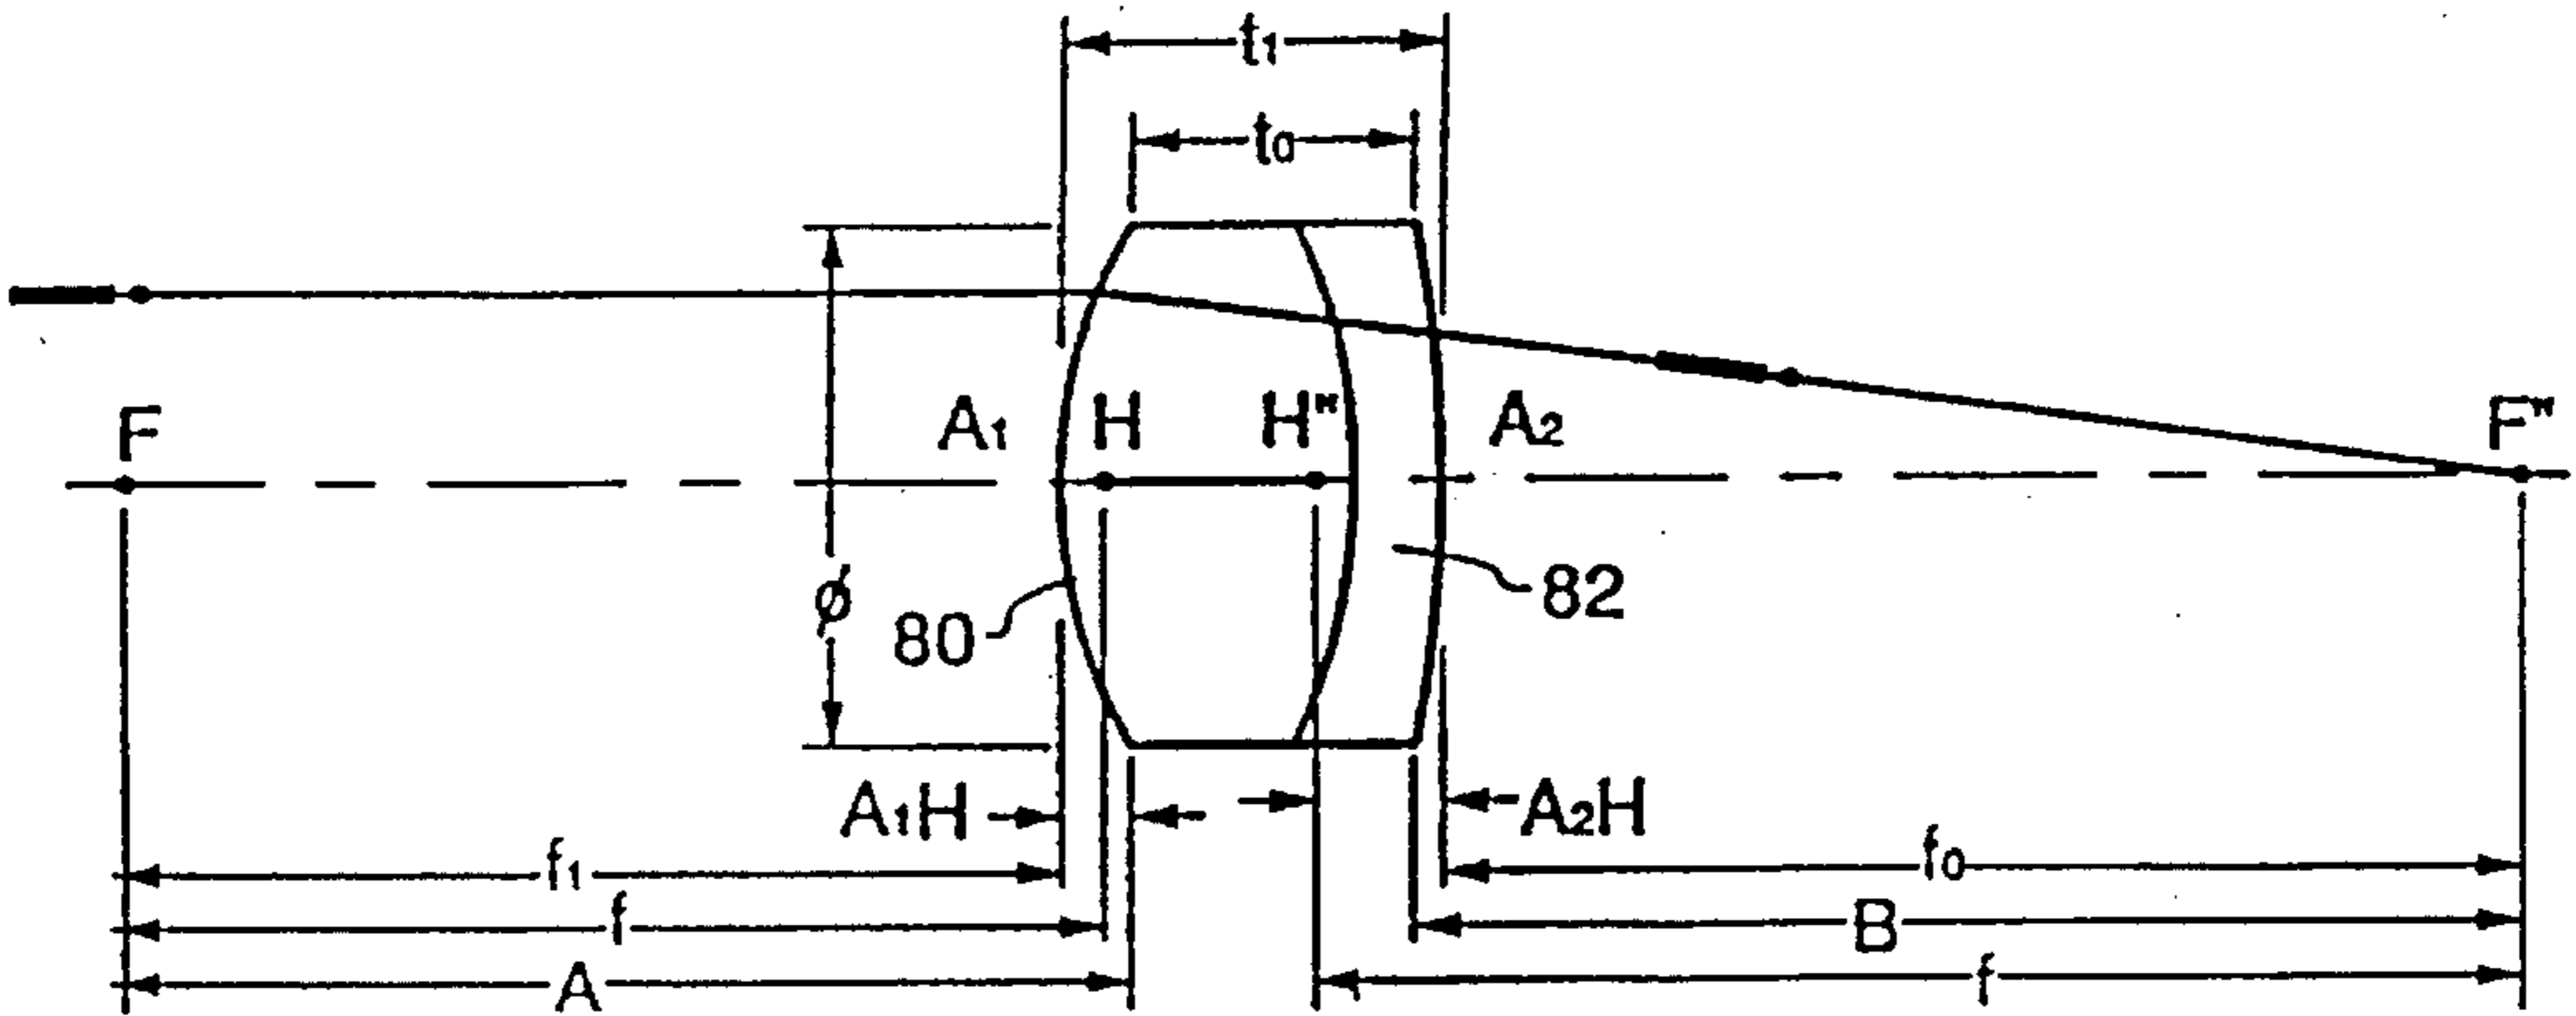 t₁
t₀
F A₁ H H" A₂ F"
ø 80 82
A₁H A₂H
f₁ f₀
f B
A f